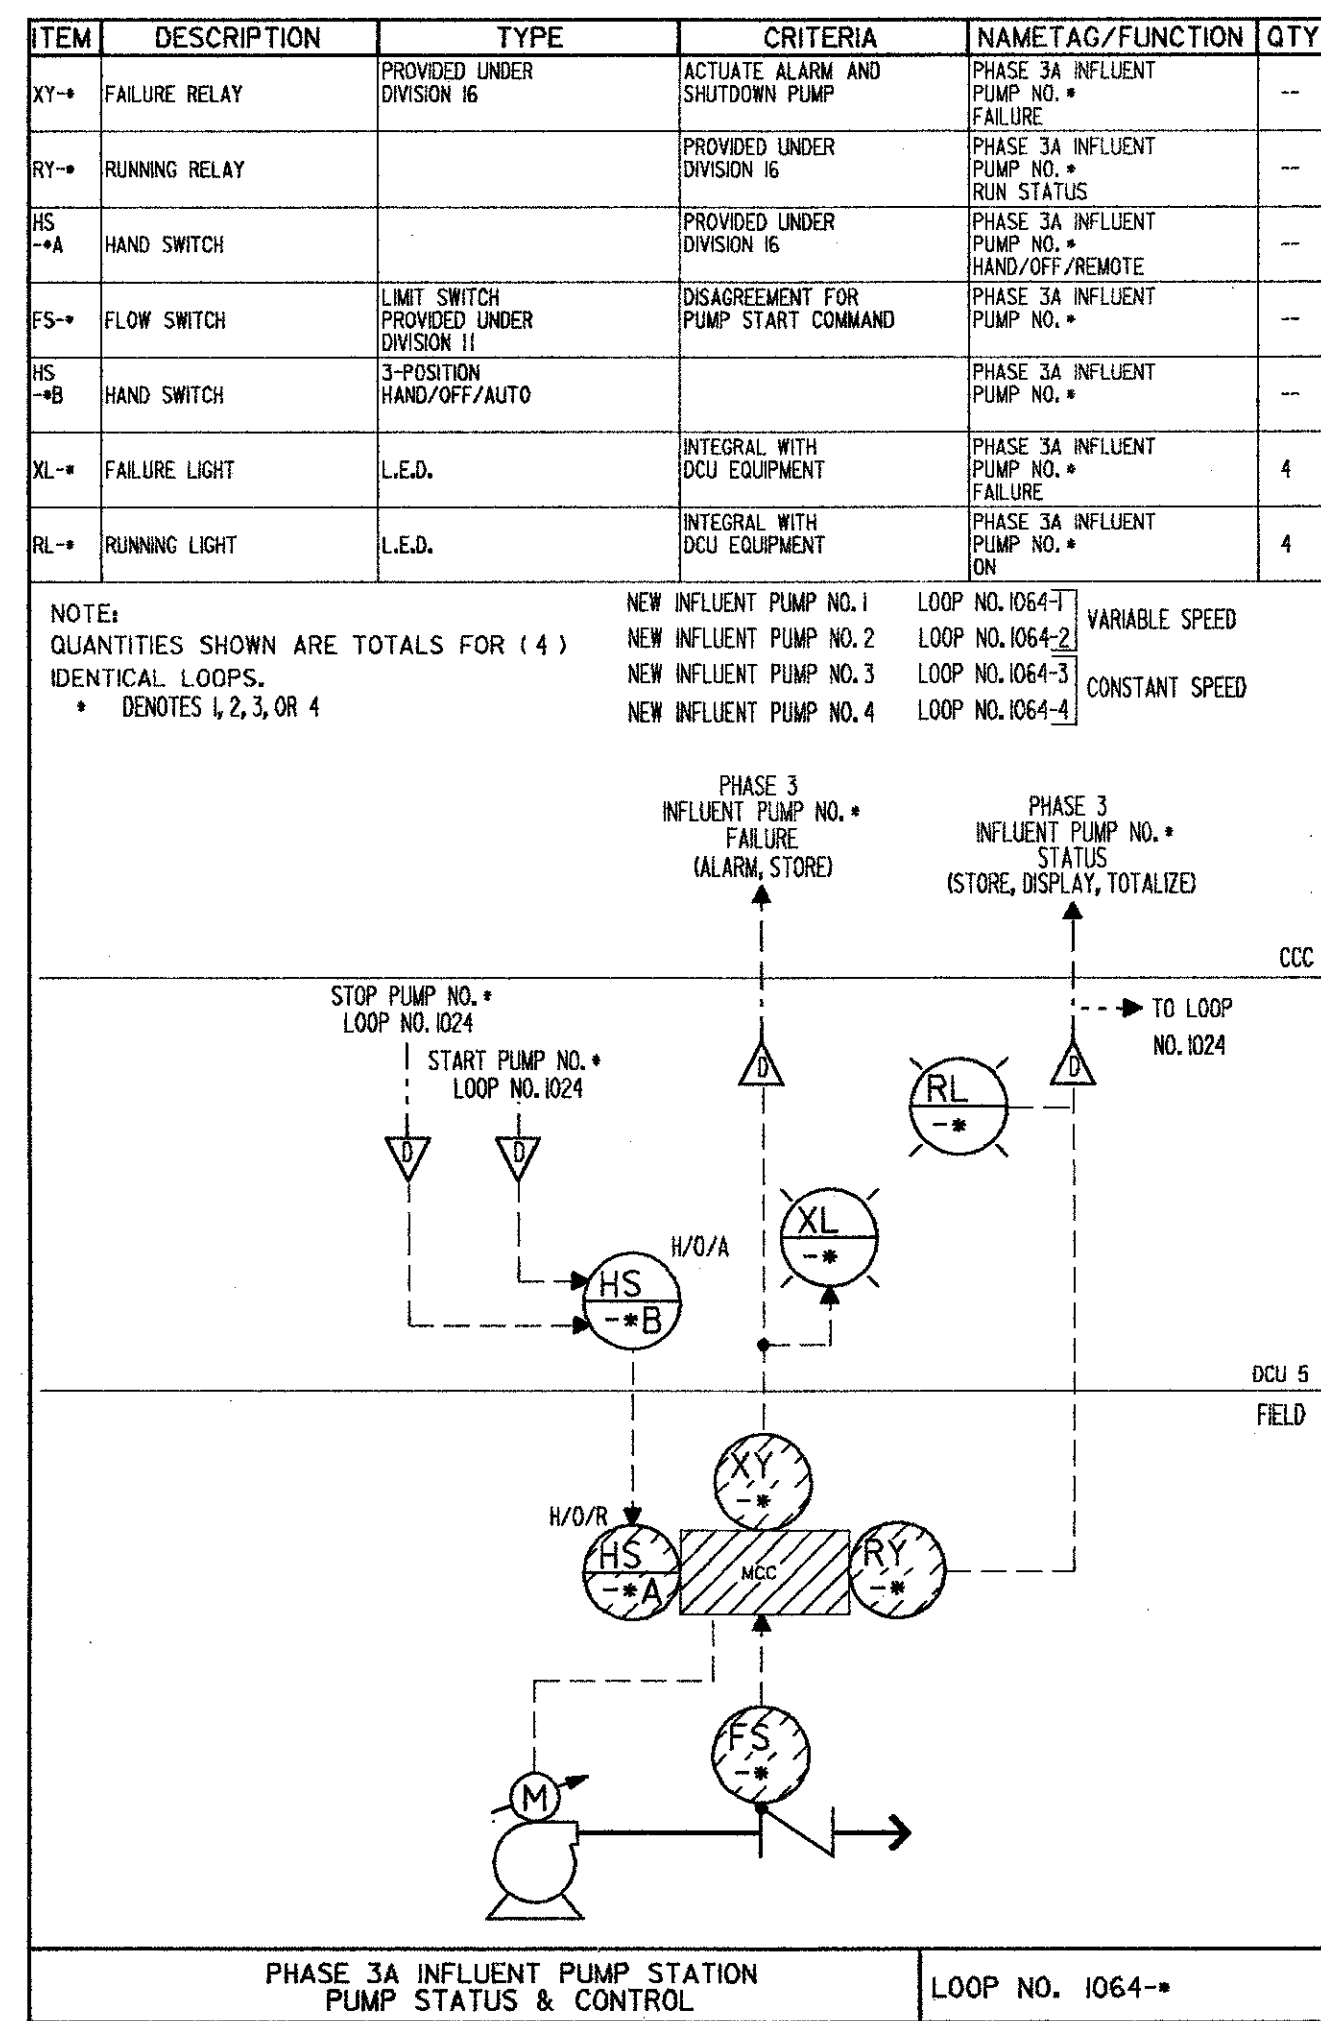 ITEM DESCRIPTION TYPE CRITERIA NAMETAG/FUNCTION QTY
XY-* FAILURE RELAY PROVIDED UNDER DIVISION 16 ACTUATE ALARM AND SHUTDOWN PUMP PHASE 3A INFLUENT PUMP NO. * FAILURE --
RY-* RUNNING RELAY PROVIDED UNDER DIVISION 16 PHASE 3A INFLUENT PUMP NO. * RUN STATUS --
HS -*A HAND SWITCH PROVIDED UNDER DIVISION 16 PHASE 3A INFLUENT PUMP NO. * HAND/OFF/REMOTE --
FS-* FLOW SWITCH LIMIT SWITCH PROVIDED UNDER DIVISION 11 DISAGREEMENT FOR PUMP START COMMAND PHASE 3A INFLUENT PUMP NO. * --
HS -*B HAND SWITCH 3-POSITION HAND/OFF/AUTO PHASE 3A INFLUENT PUMP NO. * --
XL-* FAILURE LIGHT L.E.D. INTEGRAL WITH DCU EQUIPMENT PHASE 3A INFLUENT PUMP NO. * FAILURE 4
RL-* RUNNING LIGHT L.E.D. INTEGRAL WITH DCU EQUIPMENT PHASE 3A INFLUENT PUMP NO. * ON 4
NOTE:
QUANTITIES SHOWN ARE TOTALS FOR (4)
IDENTICAL LOOPS.
* DENOTES 1, 2, 3, OR 4
NEW INFLUENT PUMP NO. 1 LOOP NO. 1064-1
NEW INFLUENT PUMP NO. 2 LOOP NO. 1064-2
VARIABLE SPEED
NEW INFLUENT PUMP NO. 3 LOOP NO. 1064-3
NEW INFLUENT PUMP NO. 4 LOOP NO. 1064-4
CONSTANT SPEED
PHASE 3
INFLUENT PUMP NO. *
FAILURE
(ALARM, STORE)
PHASE 3
INFLUENT PUMP NO. *
STATUS
(STORE, DISPLAY, TOTALIZE)
CCC
STOP PUMP NO. *
LOOP NO. 1024
START PUMP NO. *
LOOP NO. 1024
TO LOOP
NO. 1024
D
D
D
D
RL
-*
XL
-*
H/O/A
HS
-*B
DCU 5
FIELD
XY
-*
H/O/R
HS
-*A
MCC
RY
-*
FS
-*
M
PHASE 3A INFLUENT PUMP STATION
PUMP STATUS & CONTROL
LOOP NO. 1064-*